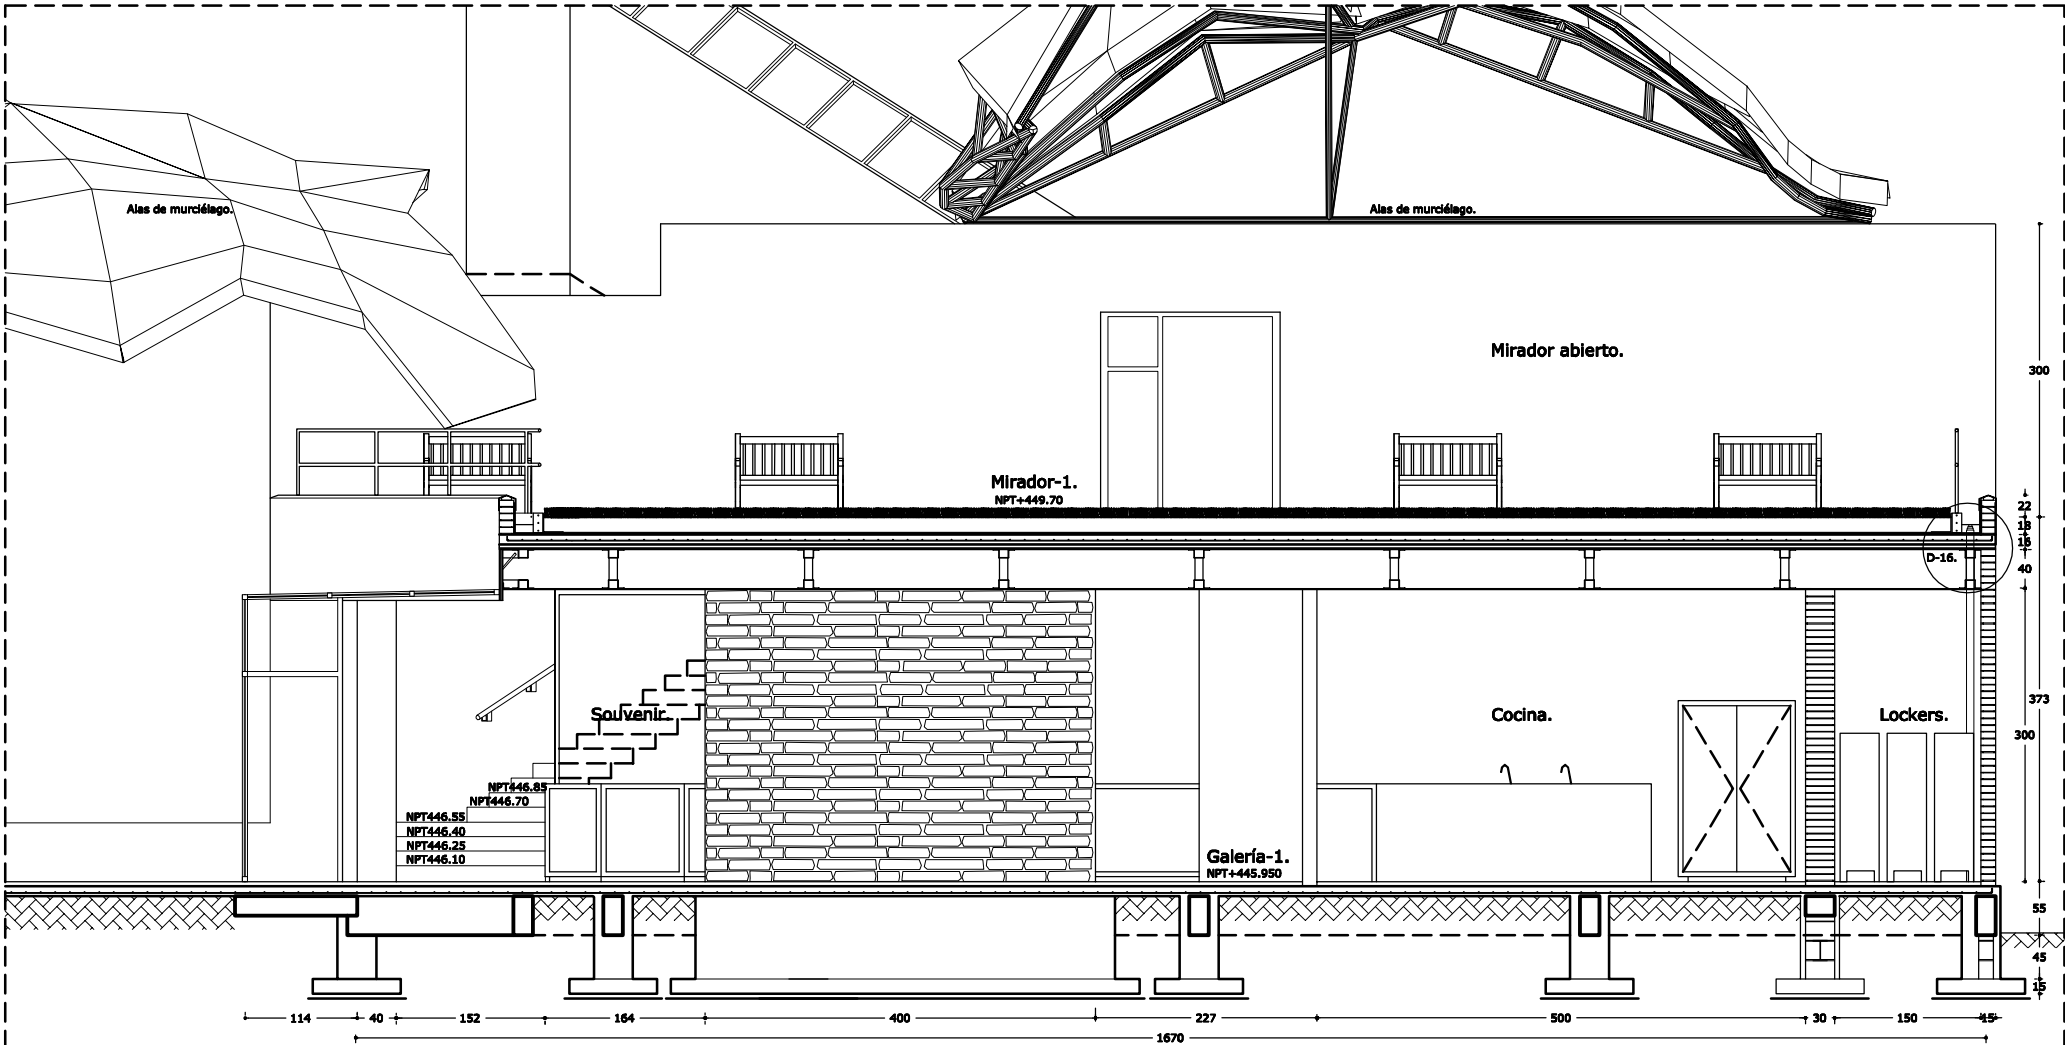 Alas de murciélago.
Alas de murciélago.
Mirador abierto.
300
Mirador-1.
NPT+449.70
22
18
15
D-16.
40
373
Souvenir.
Cocina.
Lockers.
300
NPT446.85
NPT446.70
NPT446.55
NPT446.40
NPT446.25
NPT446.10
Galería-1.
NPT+445.950
55
45
15
114
40
152
164
400
227
500
30
150
15
1670